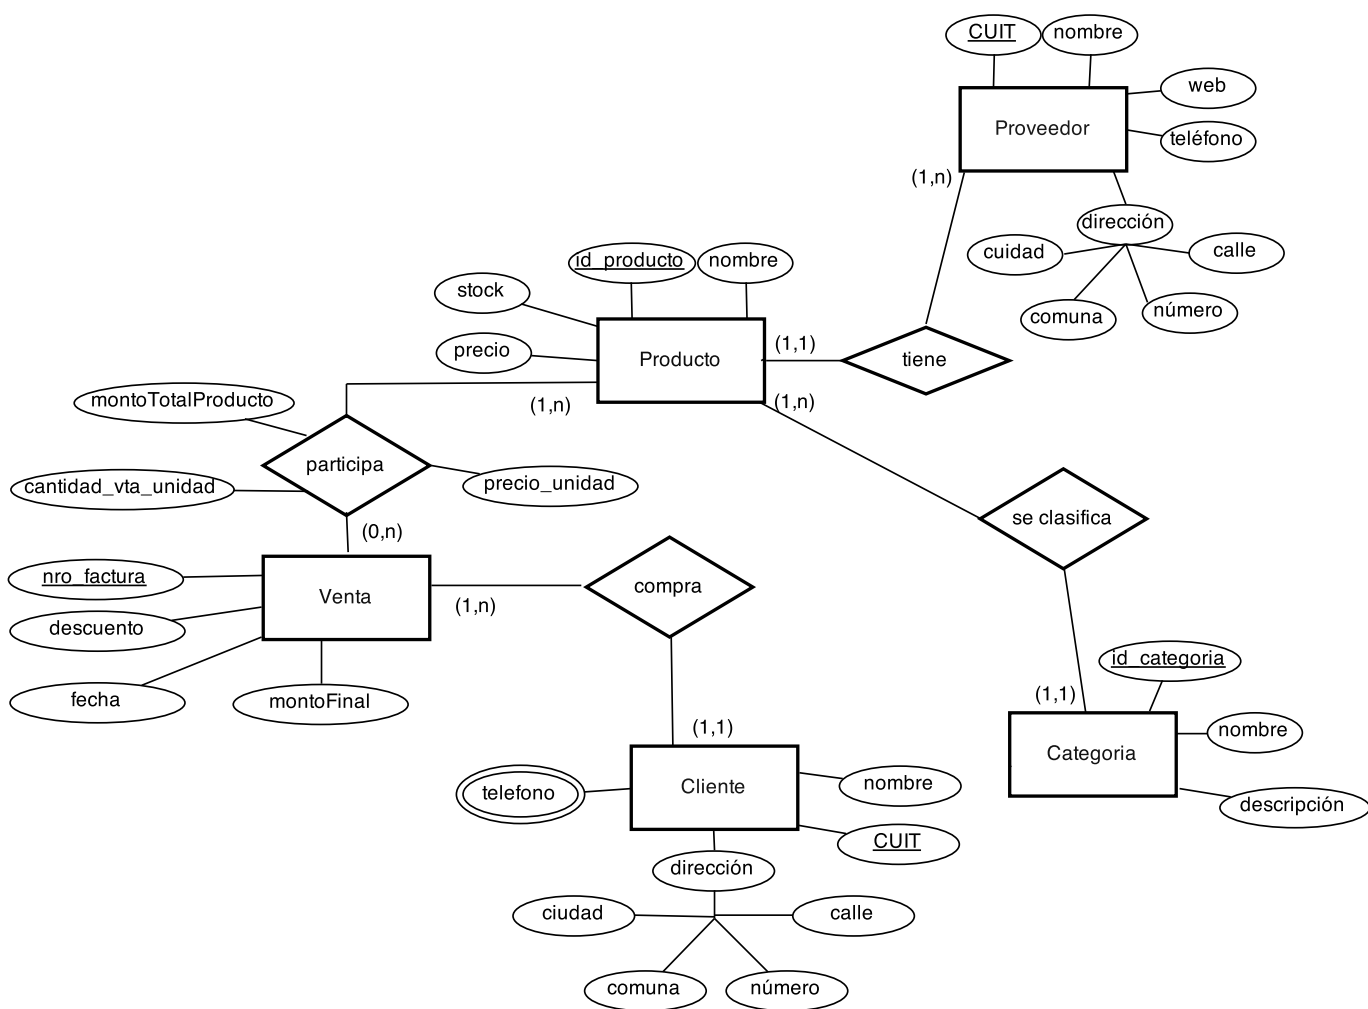 CUIT
nombre
web
Proveedor
teléfono
(1,n)
dirección
cuidad
calle
comuna
número
id_producto
nombre
stock
precio
Producto
(1,1)
tiene
(1,n)
(1,n)
montoTotalProducto
participa
cantidad_vta_unidad
precio_unidad
(0,n)
se clasifica
nro_factura
Venta
compra
(1,n)
descuento
fecha
montoFinal
id_categoria
(1,1)
nombre
Categoria
descripción
(1,1)
telefono
Cliente
nombre
CUIT
dirección
ciudad
calle
comuna
número